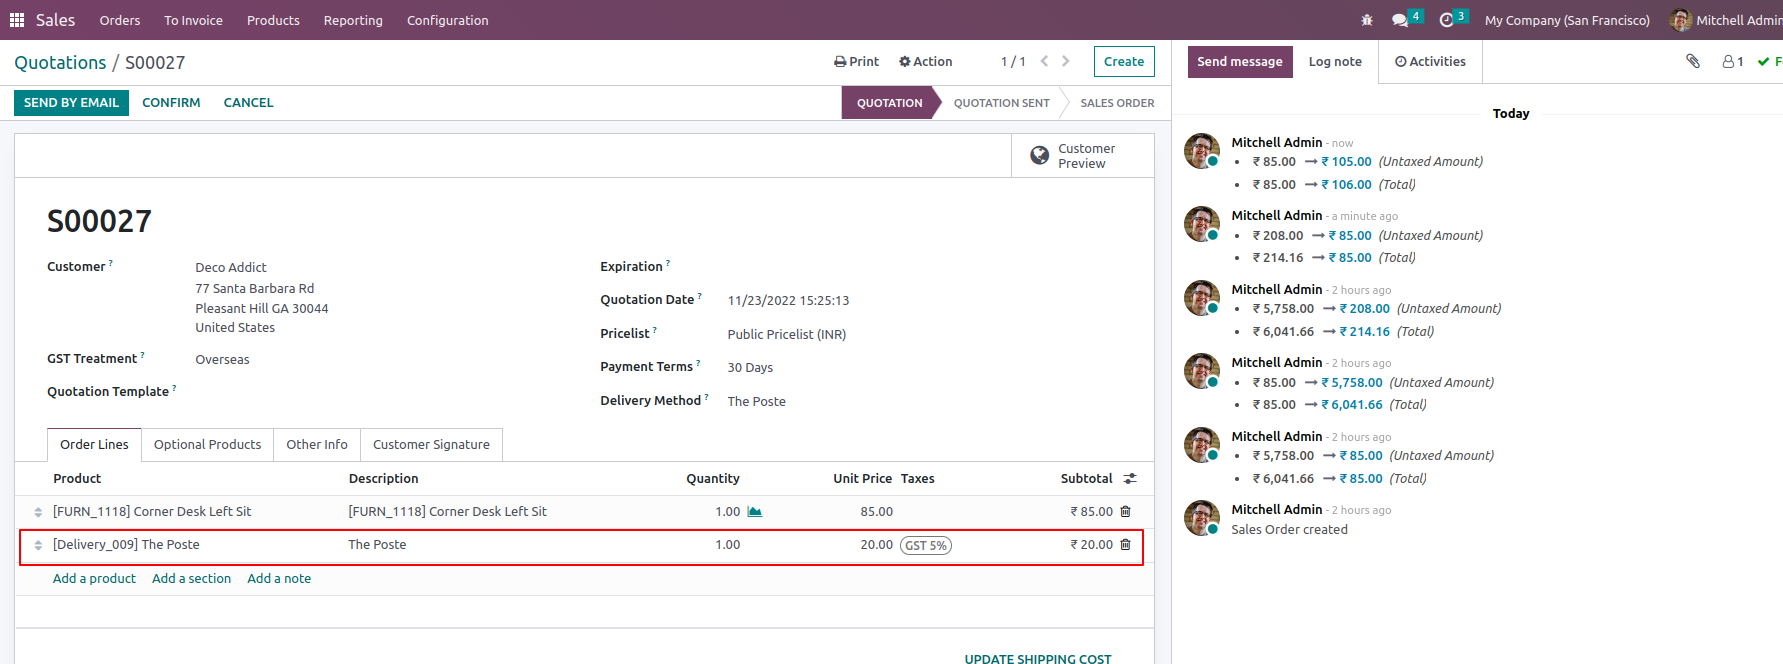 Sales Orders To Invoice Products Reporting Configuration 4 3 My Company (San Francisco) Mitchell Admin
Quotations / S00027
Print Action 1 / 1 Create
SEND BY EMAIL CONFIRM CANCEL
QUOTATION QUOTATION SENT SALES ORDER
Customer
Preview
S00027
Customer ?
Deco Addict
77 Santa Barbara Rd
Pleasant Hill GA 30044
United States
GST Treatment ? Overseas
Quotation Template ?
Expiration ?
Quotation Date ? 11/23/2022 15:25:13
Pricelist ? Public Pricelist (INR)
Payment Terms ? 30 Days
Delivery Method ? The Poste
Order Lines Optional Products Other Info Customer Signature
Product Description Quantity Unit Price Taxes Subtotal
[FURN_1118] Corner Desk Left Sit [FURN_1118] Corner Desk Left Sit 1.00 85.00 ₹ 85.00
[Delivery_009] The Poste The Poste 1.00 20.00 GST 5% ₹ 20.00
Add a product Add a section Add a note
UPDATE SHIPPING COST
Send message Log note Activities 1
Today
Mitchell Admin - now
• ₹ 85.00 → ₹ 105.00 (Untaxed Amount)
• ₹ 85.00 → ₹ 106.00 (Total)
Mitchell Admin - a minute ago
• ₹ 208.00 → ₹ 85.00 (Untaxed Amount)
• ₹ 214.16 → ₹ 85.00 (Total)
Mitchell Admin - 2 hours ago
• ₹ 5,758.00 → ₹ 208.00 (Untaxed Amount)
• ₹ 6,041.66 → ₹ 214.16 (Total)
Mitchell Admin - 2 hours ago
• ₹ 85.00 → ₹ 5,758.00 (Untaxed Amount)
• ₹ 85.00 → ₹ 6,041.66 (Total)
Mitchell Admin - 2 hours ago
• ₹ 5,758.00 → ₹ 85.00 (Untaxed Amount)
• ₹ 6,041.66 → ₹ 85.00 (Total)
Mitchell Admin - 2 hours ago
Sales Order created